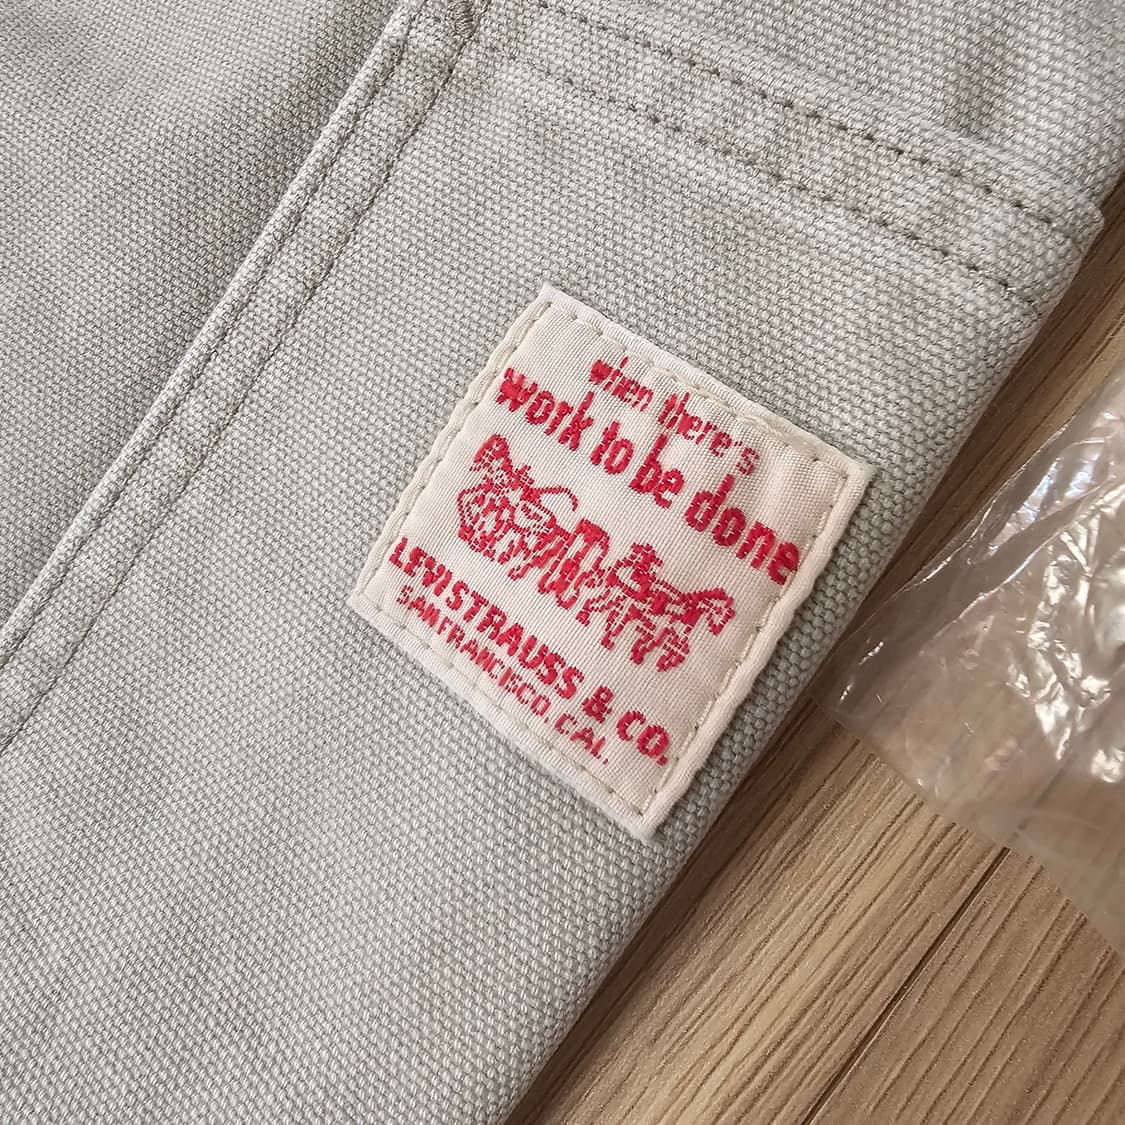 when there's
work to be done
LEVI STRAUSS & CO.
SAN FRANCISCO, CAL.